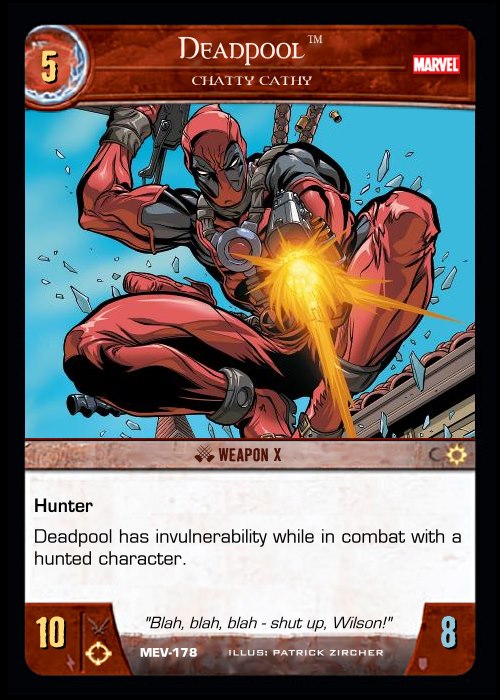 5
DEADPOOL™
CHATTY CATHY
MARVEL
WEAPON X
Hunter
Deadpool has invulnerability while in combat with a
hunted character.
"Blah, blah, blah - shut up, Wilson!"
10
MEV-178 ILLUS: PATRICK ZIRCHER
8